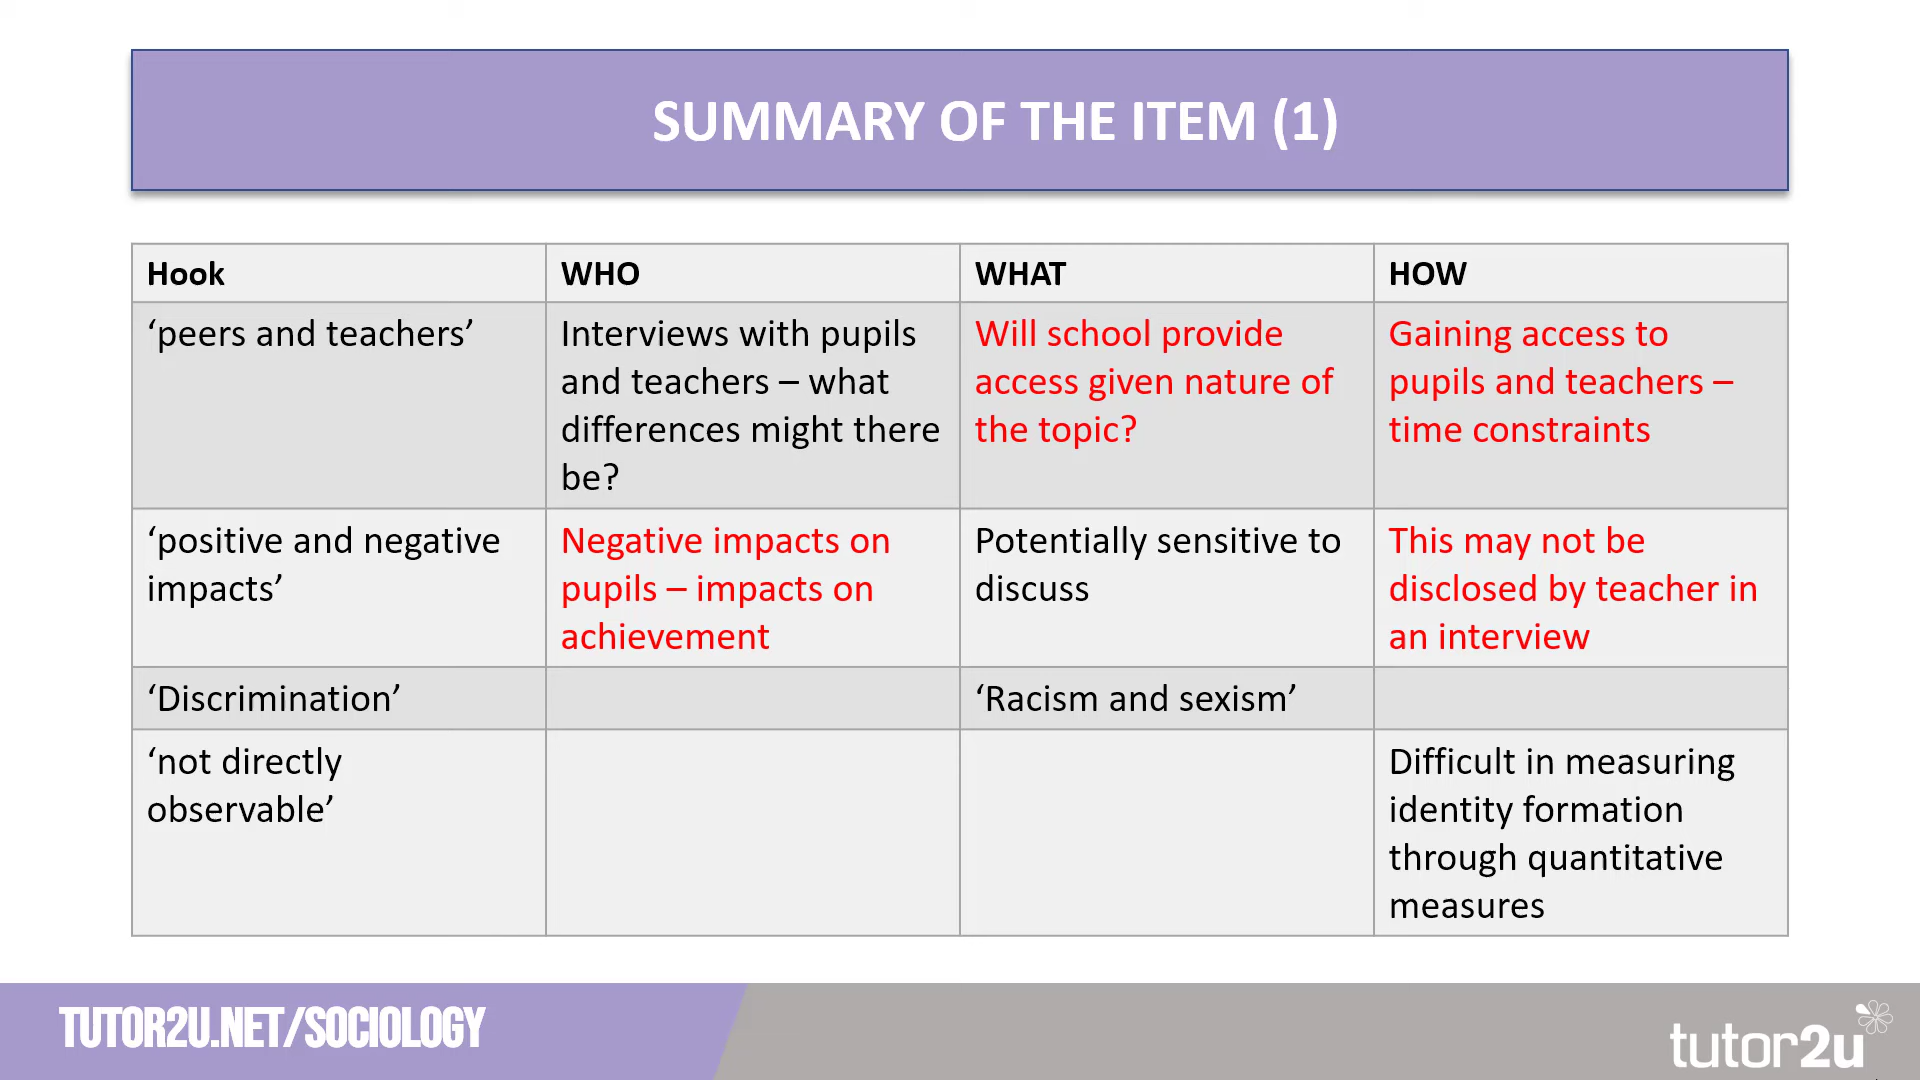 SUMMARY OF THE ITEM (1)
Hook
WHO
WHAT
HOW
‘peers and teachers’
Interviews with pupils
and teachers – what
differences might there
be?
Will school provide
access given nature of
the topic?
Gaining access to
pupils and teachers –
time constraints
‘positive and negative
impacts’
Negative impacts on
pupils – impacts on
achievement
Potentially sensitive to
discuss
This may not be
disclosed by teacher in
an interview
‘Discrimination’
‘Racism and sexism’
‘not directly
observable’
Difficult in measuring
identity formation
through quantitative
measures
TUTOR2U.NET/SOCIOLOGY
tutor2u